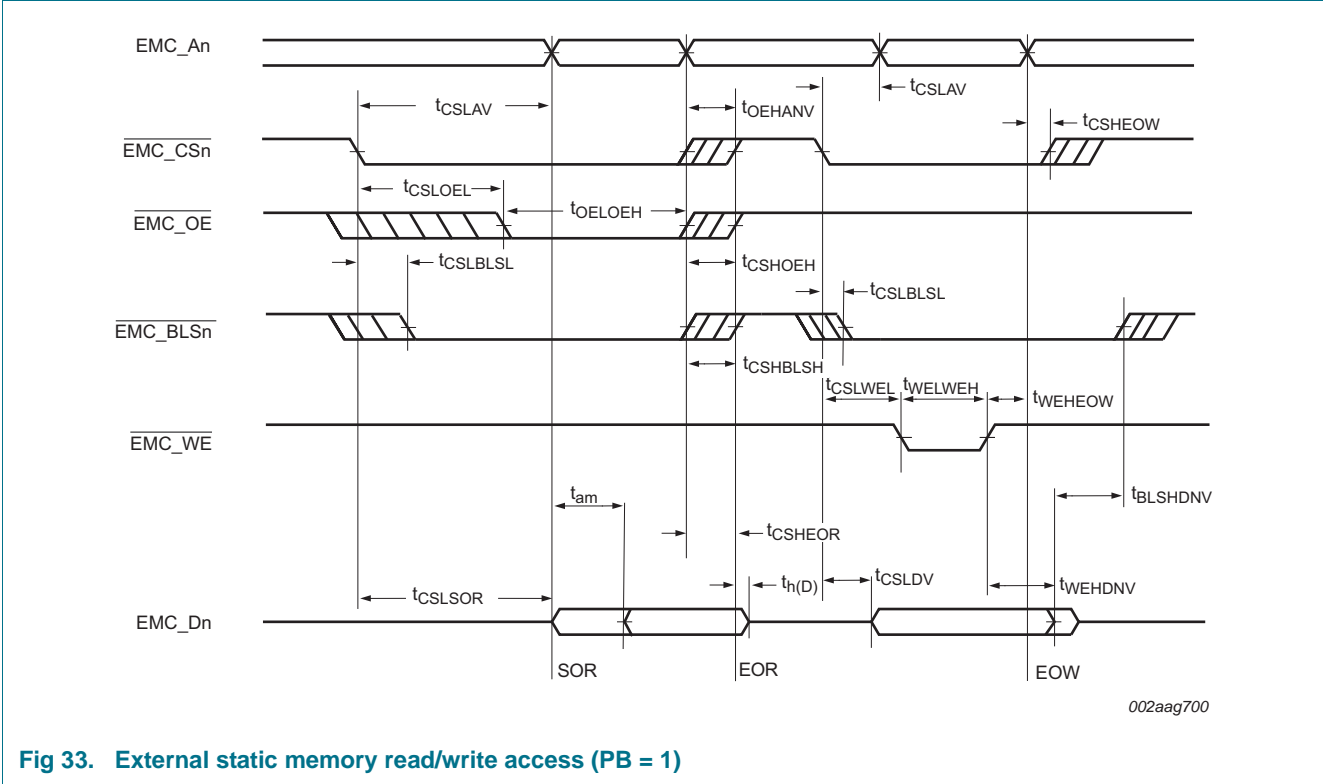 EMC_An
tCSLAV
tOEHANV
tCSLAV
tCSHEOW
EMC_CSn
tCSLOEL
tOELOEH
EMC_OE
tCSLBLSL
tCSHOEH
tCSLBLSL
EMC_BLSn
tCSHBLSH
tCSLWEL
tWELWEH
tWEHEOW
EMC_WE
tam
tBLSHDNV
tCSHEOR
tCSLSOR
th(D)
tCSLDV
tWEHDNV
EMC_Dn
SOR
EOR
EOW
002aag700
Fig 33. External static memory read/write access (PB = 1)